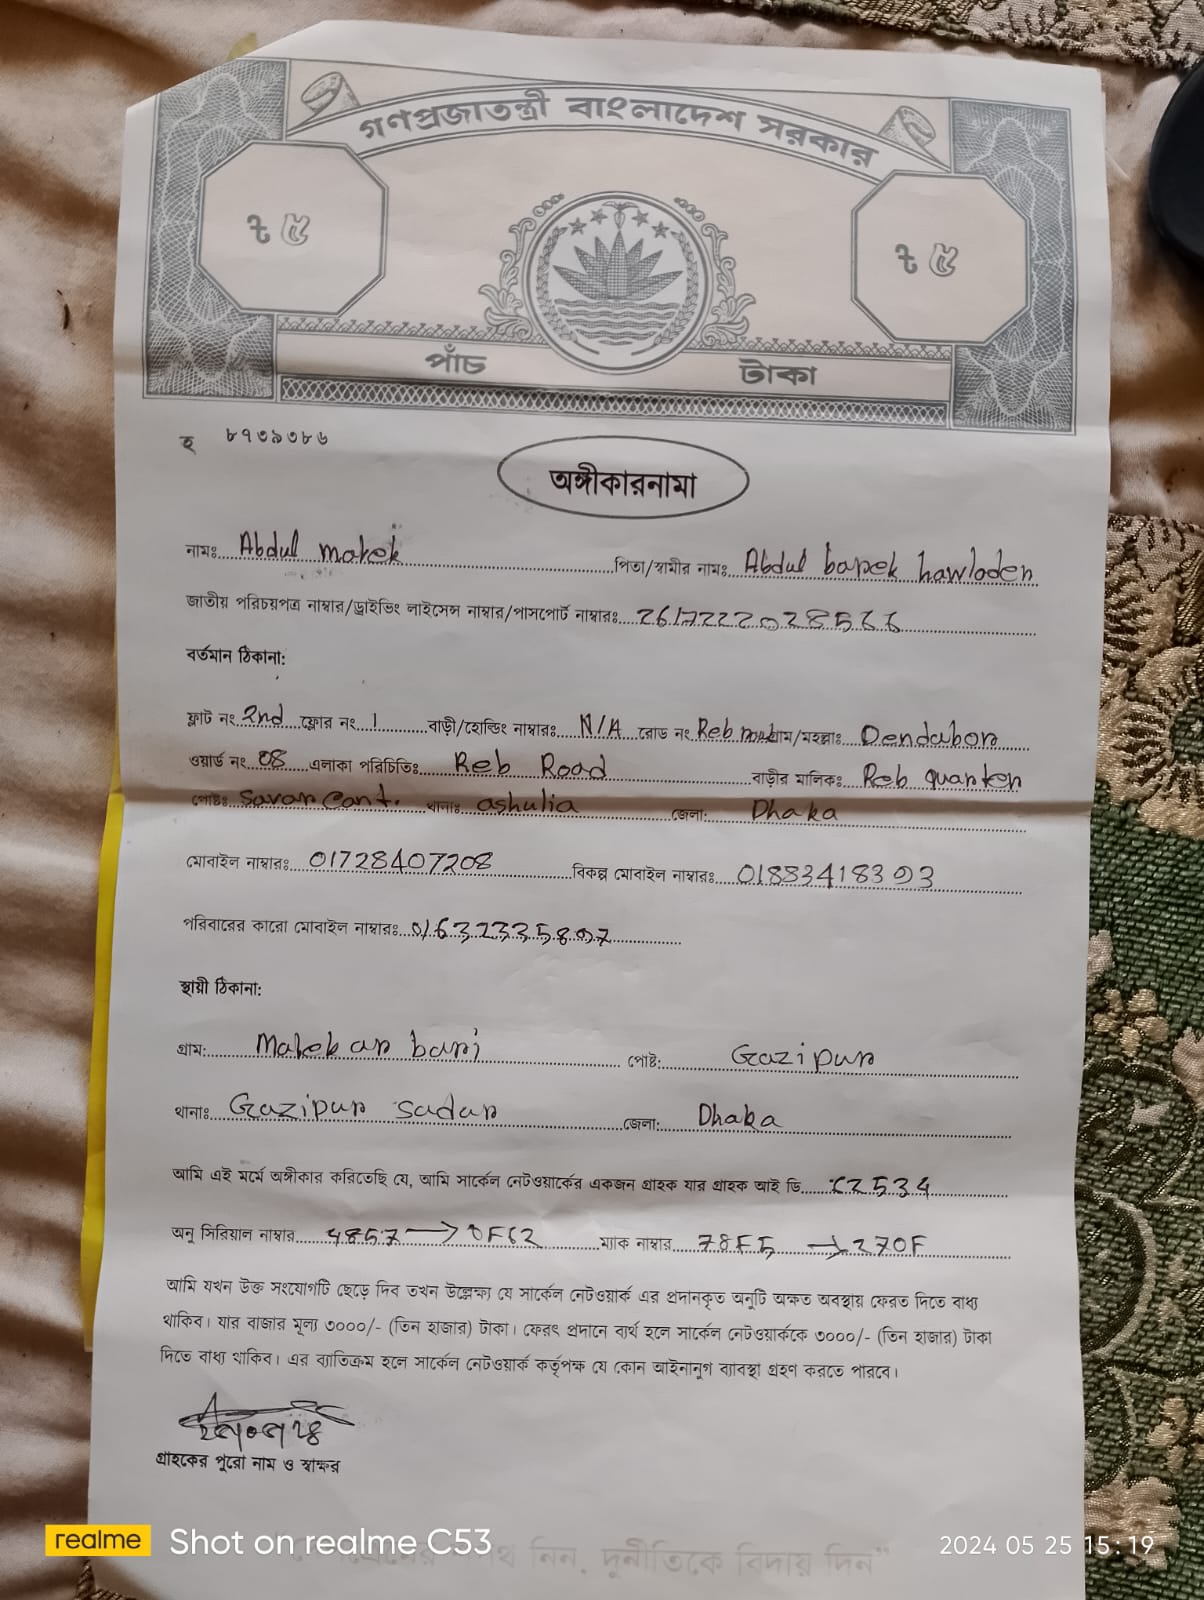 গণপ্রজাতন্ত্রী বাংলাদেশ সরকার
৳ ৫ ৳ ৫
পাঁচ টাকা
হ ৮৭৩৯৩৮৬
অঙ্গীকারনামা
নামঃ Abdul malek পিতা/স্বামীর নামঃ Abdul barek hawlader
জাতীয় পরিচয়পত্র নাম্বার/ড্রাইভিং লাইসেন্স নাম্বার/পাসপোর্ট নাম্বারঃ
বর্তমান ঠিকানা:
ফ্লাট নং 2nd ফ্লোর নং 1 বাড়ী/হোল্ডিং নাম্বারঃ N/A রোড নং Reb Road গ্রাম/মহল্লাঃ Dendabor
ওয়ার্ড নং 08 এলাকা পরিচিতিঃ Reb Road বাড়ীর মালিকঃ Reb quarter
পোষ্টঃ Savar Cant. থানাঃ ashulia জেলা: Dhaka
মোবাইল নাম্বারঃ 01728407208 বিকল্প মোবাইল নাম্বারঃ
পরিবারের কারো মোবাইল নাম্বারঃ
স্থায়ী ঠিকানা:
গ্রাম: Malek ar bari পোষ্ট: Gazipur
থানাঃ Gazipur sadar জেলা: Dhaka
আমি এই মর্মে অঙ্গীকার করিতেছি যে, আমি সার্কেল নেটওয়ার্কের একজন গ্রাহক যার গ্রাহক আই ডি
অনু সিরিয়াল নাম্বার ম্যাক নাম্বার
আমি যখন উক্ত সংযোগটি ছেড়ে দিব তখন উল্লেক্ষা যে সার্কেল নেটওয়ার্ক এর প্রদানকৃত অনুটি অক্ষত অবস্থায় ফেরত দিতে বাধ্য
থাকিব। যার বাজার মূল্য ৩০০০/- (তিন হাজার) টাকা। ফেরৎ প্রদানে ব্যর্থ হলে সার্কেল নেটওয়ার্ককে ৩০০০/- (তিন হাজার) টাকা
দিতে বাধ্য থাকিব। এর ব্যাতিক্রম হলে সার্কেল নেটওয়ার্ক কর্তৃপক্ষ যে কোন আইনানুগ ব্যাবস্থা গ্রহণ করতে পারবে।
গ্রাহকের পুরো নাম ও স্বাক্ষর
নিন, দুর্নীতিকে বিদায় দিন"
realme Shot on realme C53 2024 05 25 15:19